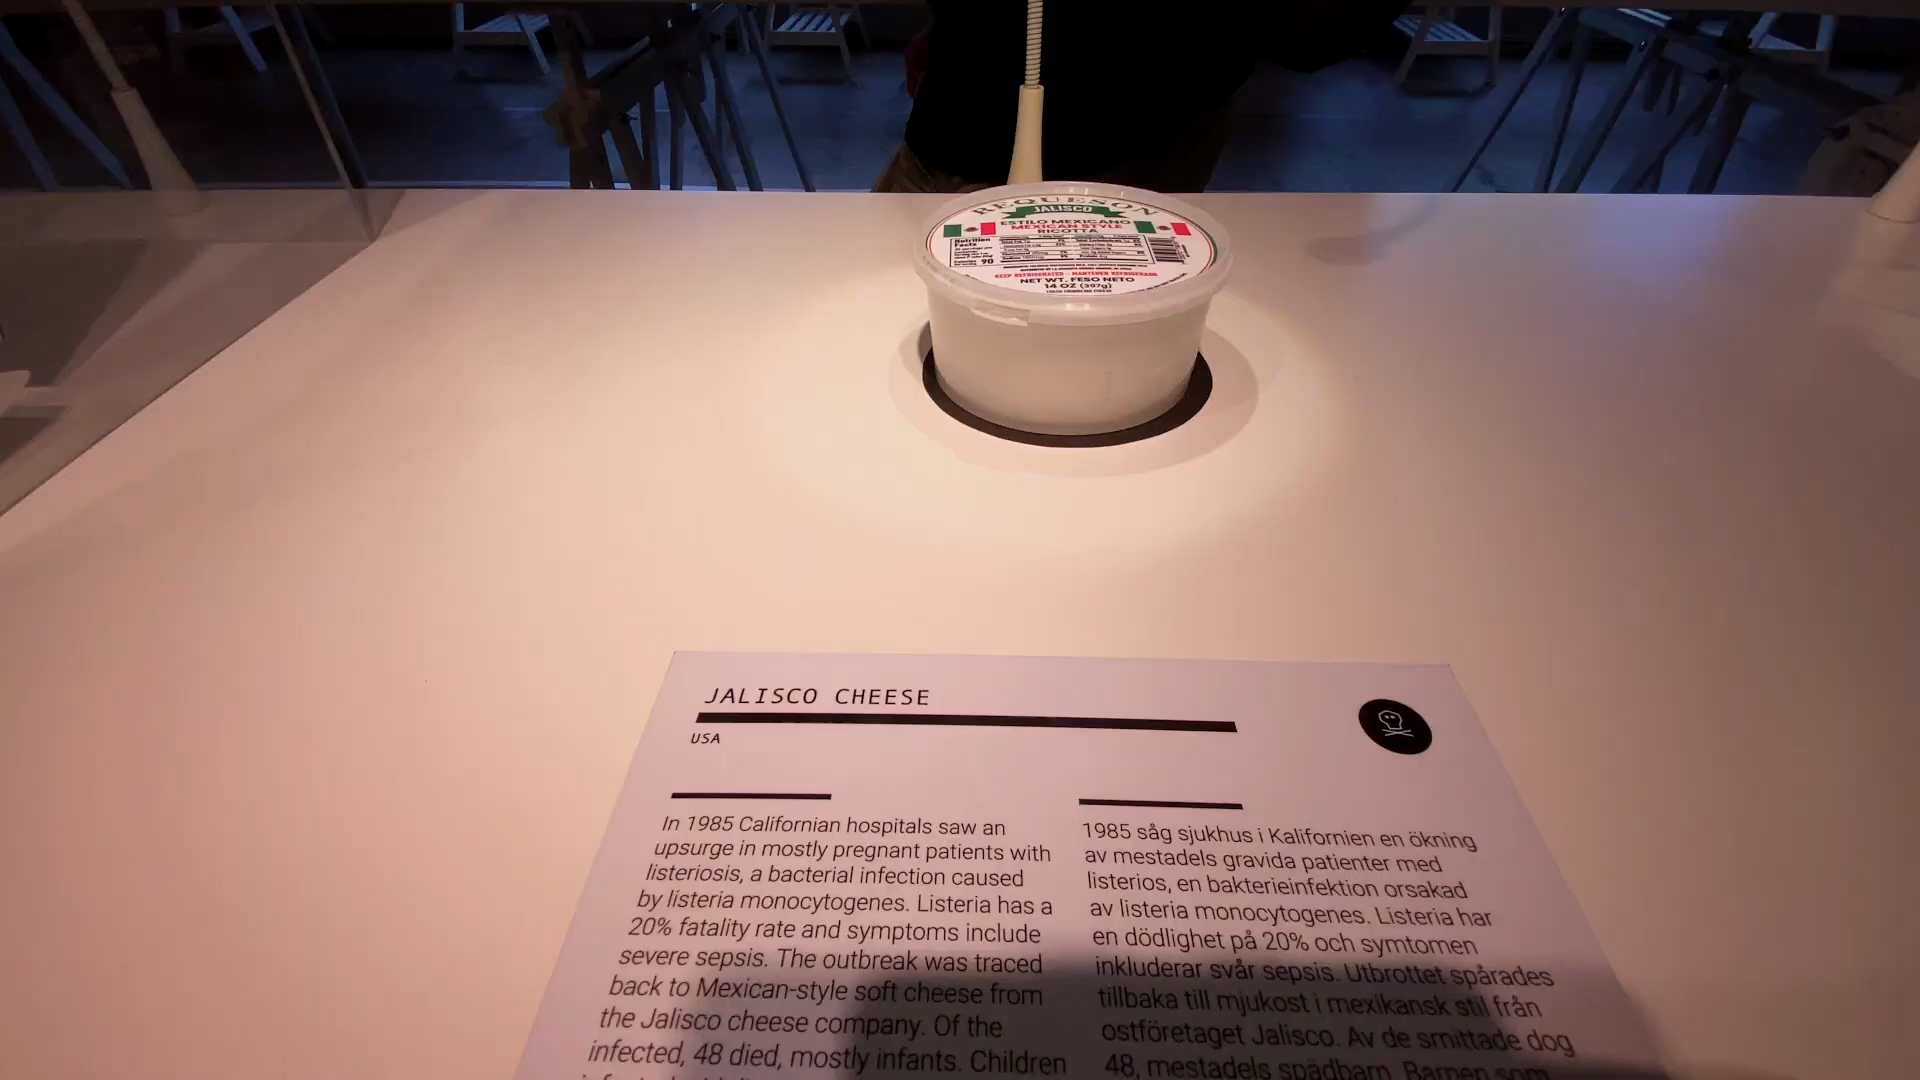 REQUESON
JALISCO
ESTILO MEXICANO
MEXICAN STYLE
RICOTTA
Nutrition
Facts
Calories 90
KEEP REFRIGERATED - MANTENER REFRIGERADO
NET WT. PESO NETO
14 OZ (397g)
JALISCO CHEESE
USA
In 1985 Californian hospitals saw an
upsurge in mostly pregnant patients with
listeriosis, a bacterial infection caused
by listeria monocytogenes. Listeria has a
20% fatality rate and symptoms include
severe sepsis. The outbreak was traced
back to Mexican-style soft cheese from
the Jalisco cheese company. Of the
infected, 48 died, mostly infants. Children
1985 såg sjukhus i Kalifornien en ökning
av mestadels gravida patienter med
listerios, en bakterieinfektion orsakad
av listeria monocytogenes. Listeria har
en dödlighet på 20% och symtomen
inkluderar svår sepsis. Utbrottet spårades
tillbaka till mjukost i mexikansk stil från
ostföretaget Jalisco. Av de smittade dog
48, mestadels spädbarn. Barnen som